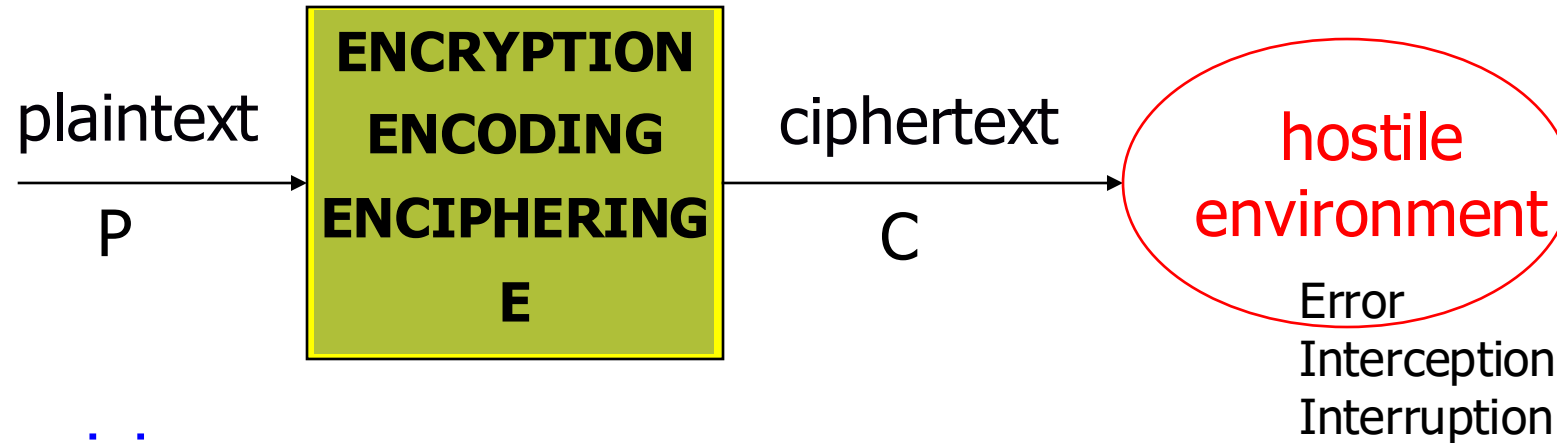 plaintext
P
ENCRYPTION
ENCODING
ENCIPHERING
E
ciphertext
C
hostile
environment
Error
Interception
Interruption